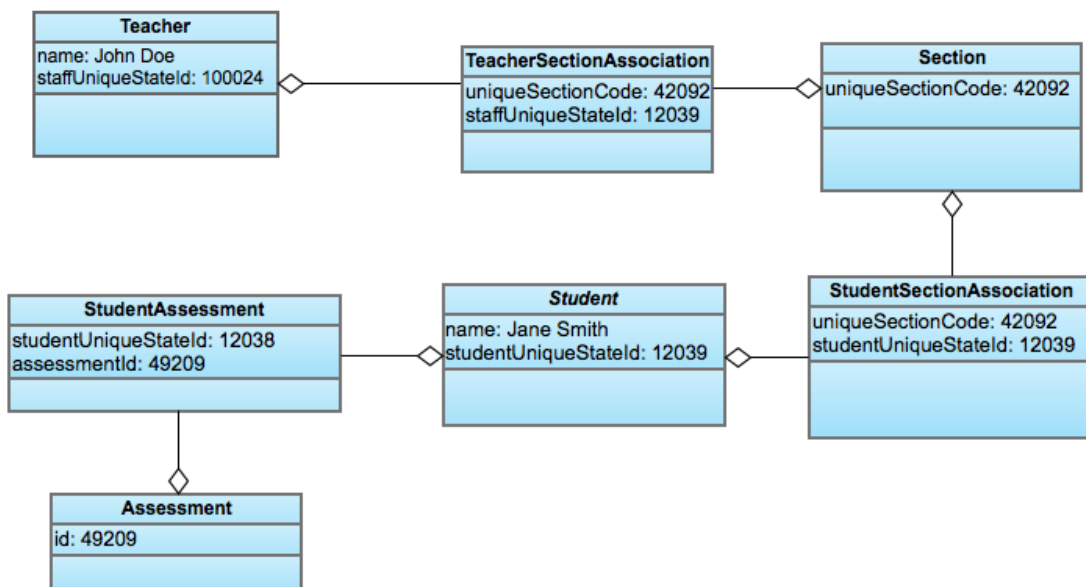 Teacher
name: John Doe
staffUniqueStateId: 100024
TeacherSectionAssociation
uniqueSectionCode: 42092
staffUniqueStateId: 12039
Section
uniqueSectionCode: 42092
StudentAssessment
studentUniqueStateId: 12038
assessmentId: 49209
Student
name: Jane Smith
studentUniqueStateId: 12039
StudentSectionAssociation
uniqueSectionCode: 42092
studentUniqueStateId: 12039
Assessment
id: 49209